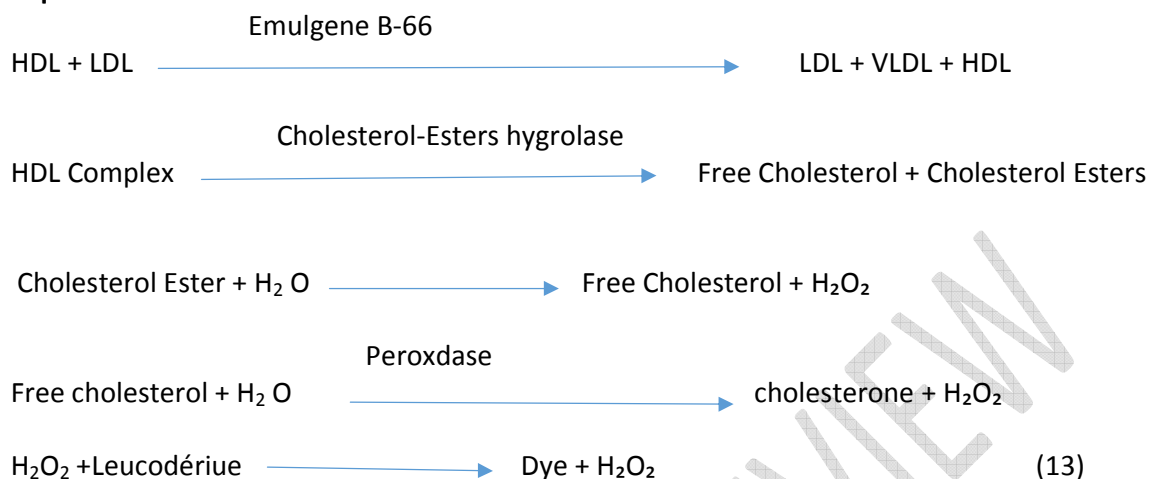 Emulgene B-66
HDL + LDL LDL + VLDL + HDL
Cholesterol-Esters hygrolase
HDL Complex Free Cholesterol + Cholesterol Esters
Cholesterol Ester + H₂ O Free Cholesterol + H₂O₂
Peroxdase
Free cholesterol + H₂ O cholesterone + H₂O₂
H₂O₂ +Leucodériue Dye + H₂O₂ (13)